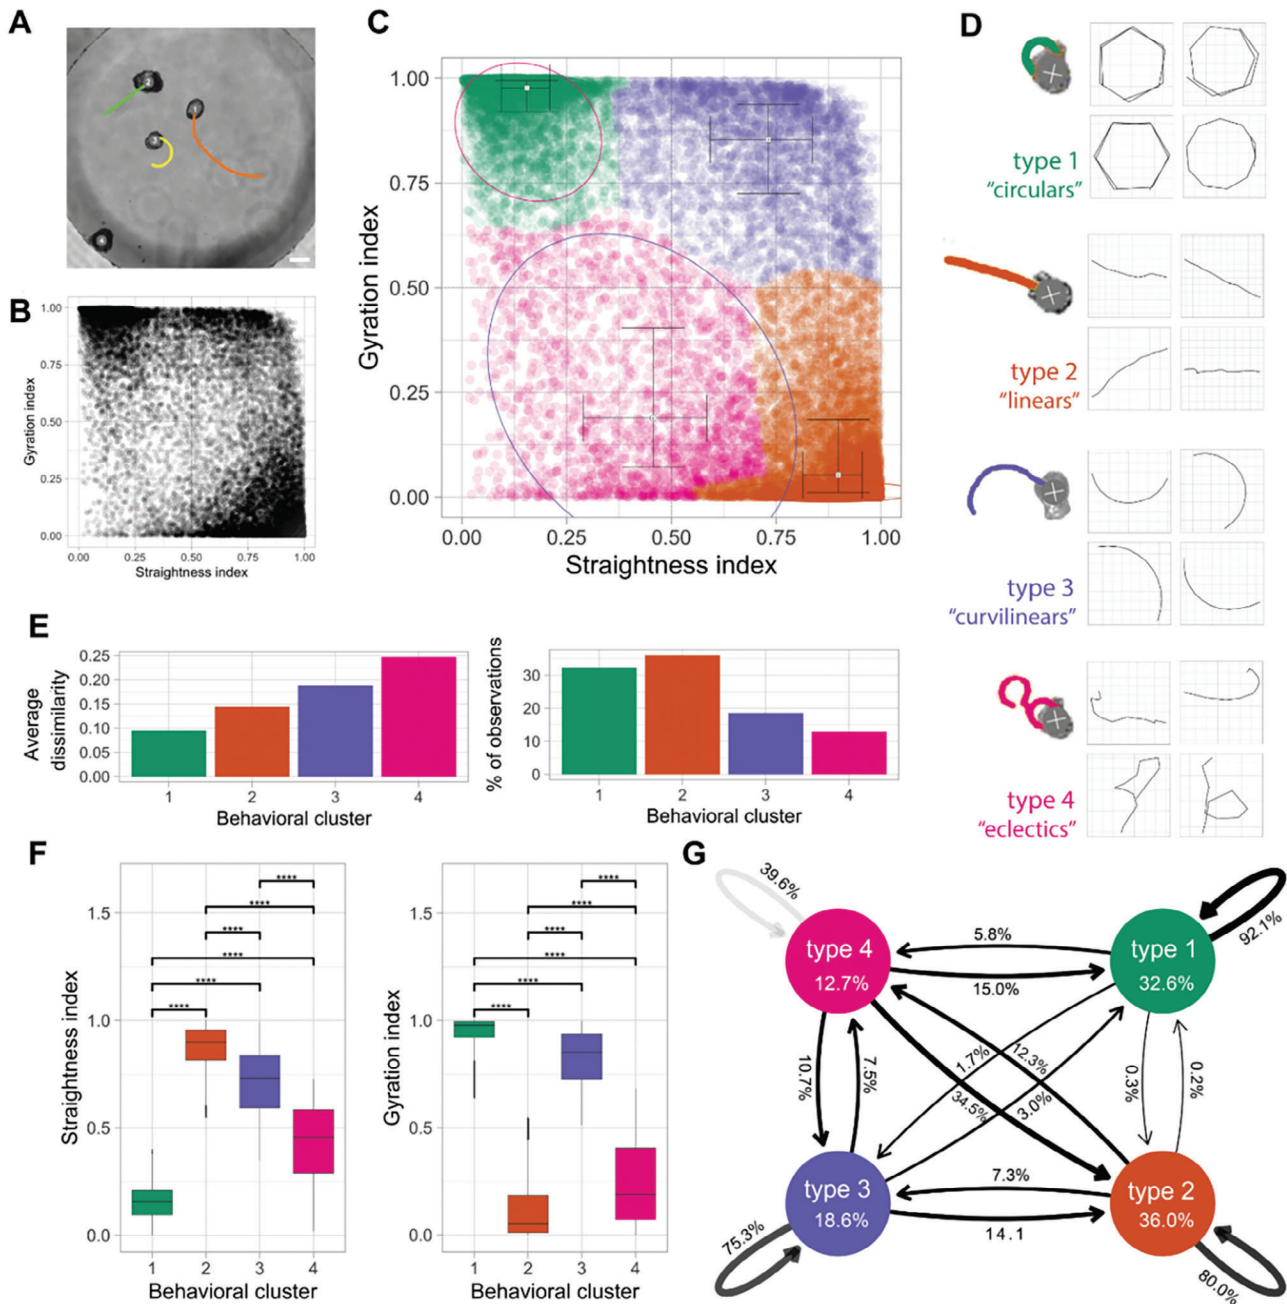 A
B
1.00
0.75
0.50
0.25
0.00
Gyration index
0.00
0.25
0.50
0.75
1.00
Straightness index
C
1.00
0.75
0.50
0.25
0.00
Gyration index
0.00
0.25
0.50
0.75
1.00
Straightness index
D
type 1
“circulars”
type 2
“linears”
type 3
“curvilinears”
type 4
“eclectics”
E
Average
dissimilarity
0.25
0.20
0.15
0.10
0.05
0.00
1
2
3
4
Behavioral cluster
% of observations
30
20
10
0
1
2
3
4
Behavioral cluster
F
Straightness index
1.5
1.0
0.5
0.0
****
****
****
****
****
****
1
2
3
4
Behavioral cluster
Gyration index
1.5
1.0
0.5
0.0
****
****
****
****
****
****
1
2
3
4
Behavioral cluster
G
39.6%
type 4
12.7%
5.8%
15.0%
type 1
32.6%
92.1%
10.7%
7.5%
1.7%
12.3%
34.5%
3.0%
0.3%
0.2%
type 3
18.6%
7.3%
14.1
type 2
36.0%
75.3%
80.0%